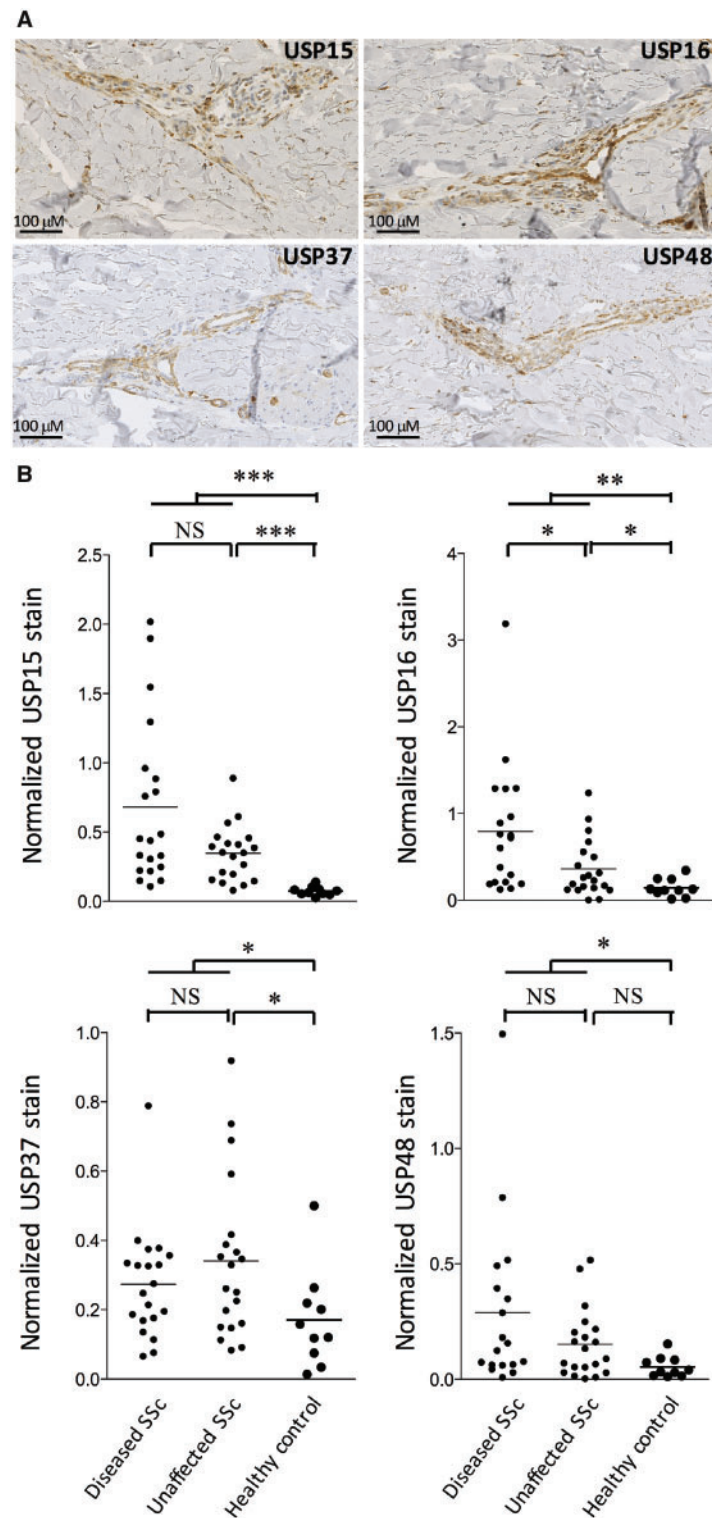 A
USP15
USP16
100 µM
100 µM
USP37
USP48
100 µM
100 µM
B
***
**
NS
***
*
*
Normalized USP15 stain
2.5
2.0
1.5
1.0
0.5
0.0
Normalized USP16 stain
4
3
2
1
0
*
*
NS
*
NS
NS
Normalized USP37 stain
1.0
0.8
0.6
0.4
0.2
0.0
Normalized USP48 stain
1.5
1.0
0.5
0.0
Diseased SSc
Unaffected SSc
Healthy control
Diseased SSc
Unaffected SSc
Healthy control